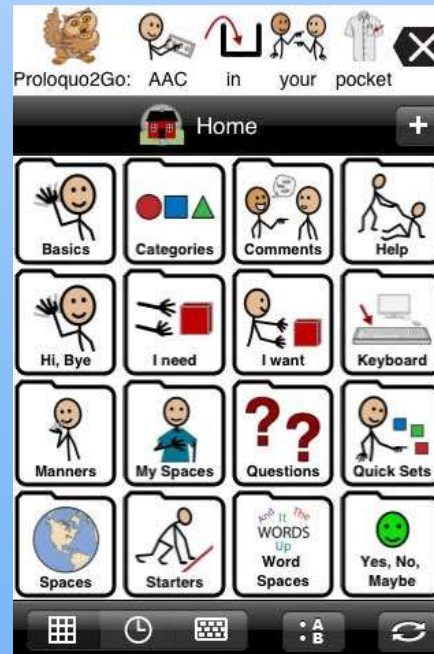 Proloquo2Go: AAC in your pocket
Home +
Basics Categories Comments Help
Hi, Bye I need I want Keyboard
Manners My Spaces Questions Quick Sets
And It The
WORDS
Up
Spaces Starters Word Spaces Yes, No, Maybe
: A B